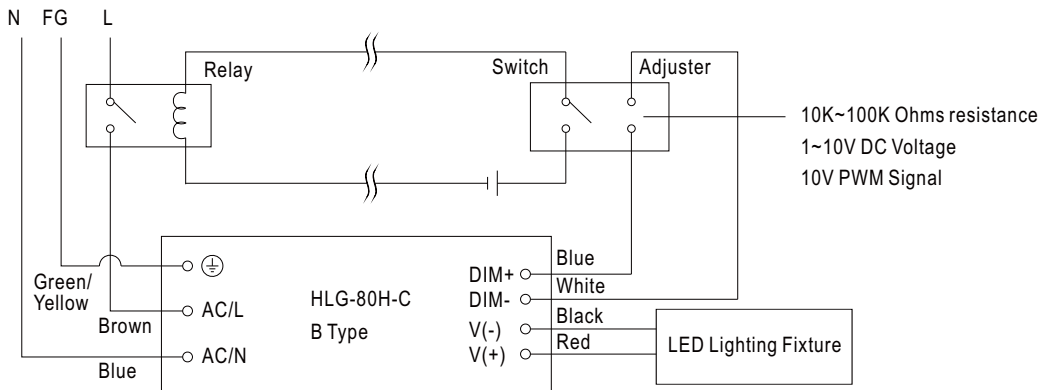 N FG L
Relay
Switch
Adjuster
10K~100K Ohms resistance
1~10V DC Voltage
10V PWM Signal
Green/
Yellow
Brown
Blue
AC/L
AC/N
HLG-80H-C
B Type
DIM+
DIM-
V(-)
V(+)
Blue
White
Black
Red
LED Lighting Fixture